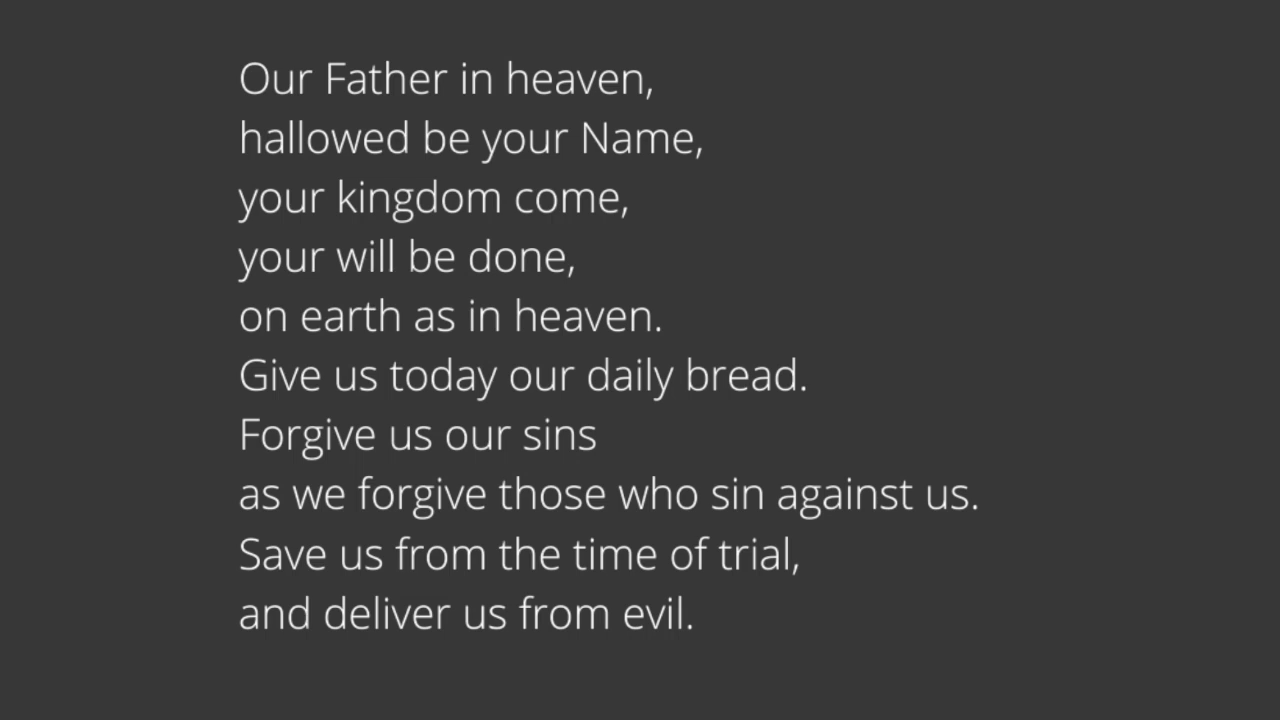 Our Father in heaven,
hallowed be your Name,
your kingdom come,
your will be done,
on earth as in heaven.
Give us today our daily bread.
Forgive us our sins
as we forgive those who sin against us.
Save us from the time of trial,
and deliver us from evil.